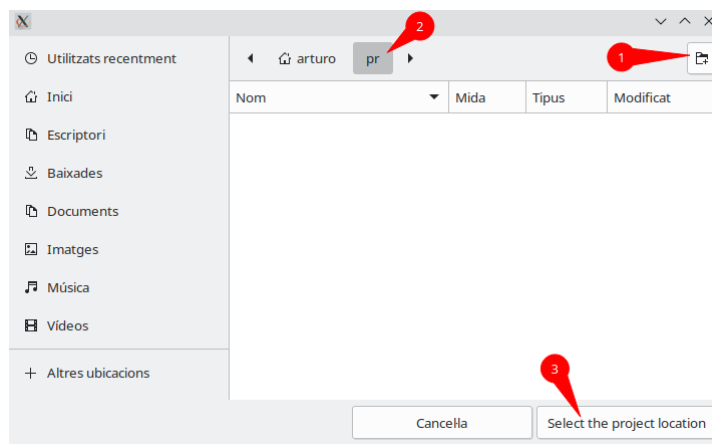 2
Utilitzats recentment
arturo pr
1
Inici
Nom Mida Tipus Modificat
Escriptori
Baixades
Documents
Imatges
Música
Vídeos
+ Altres ubicacions
3
Cancel·la Select the project location